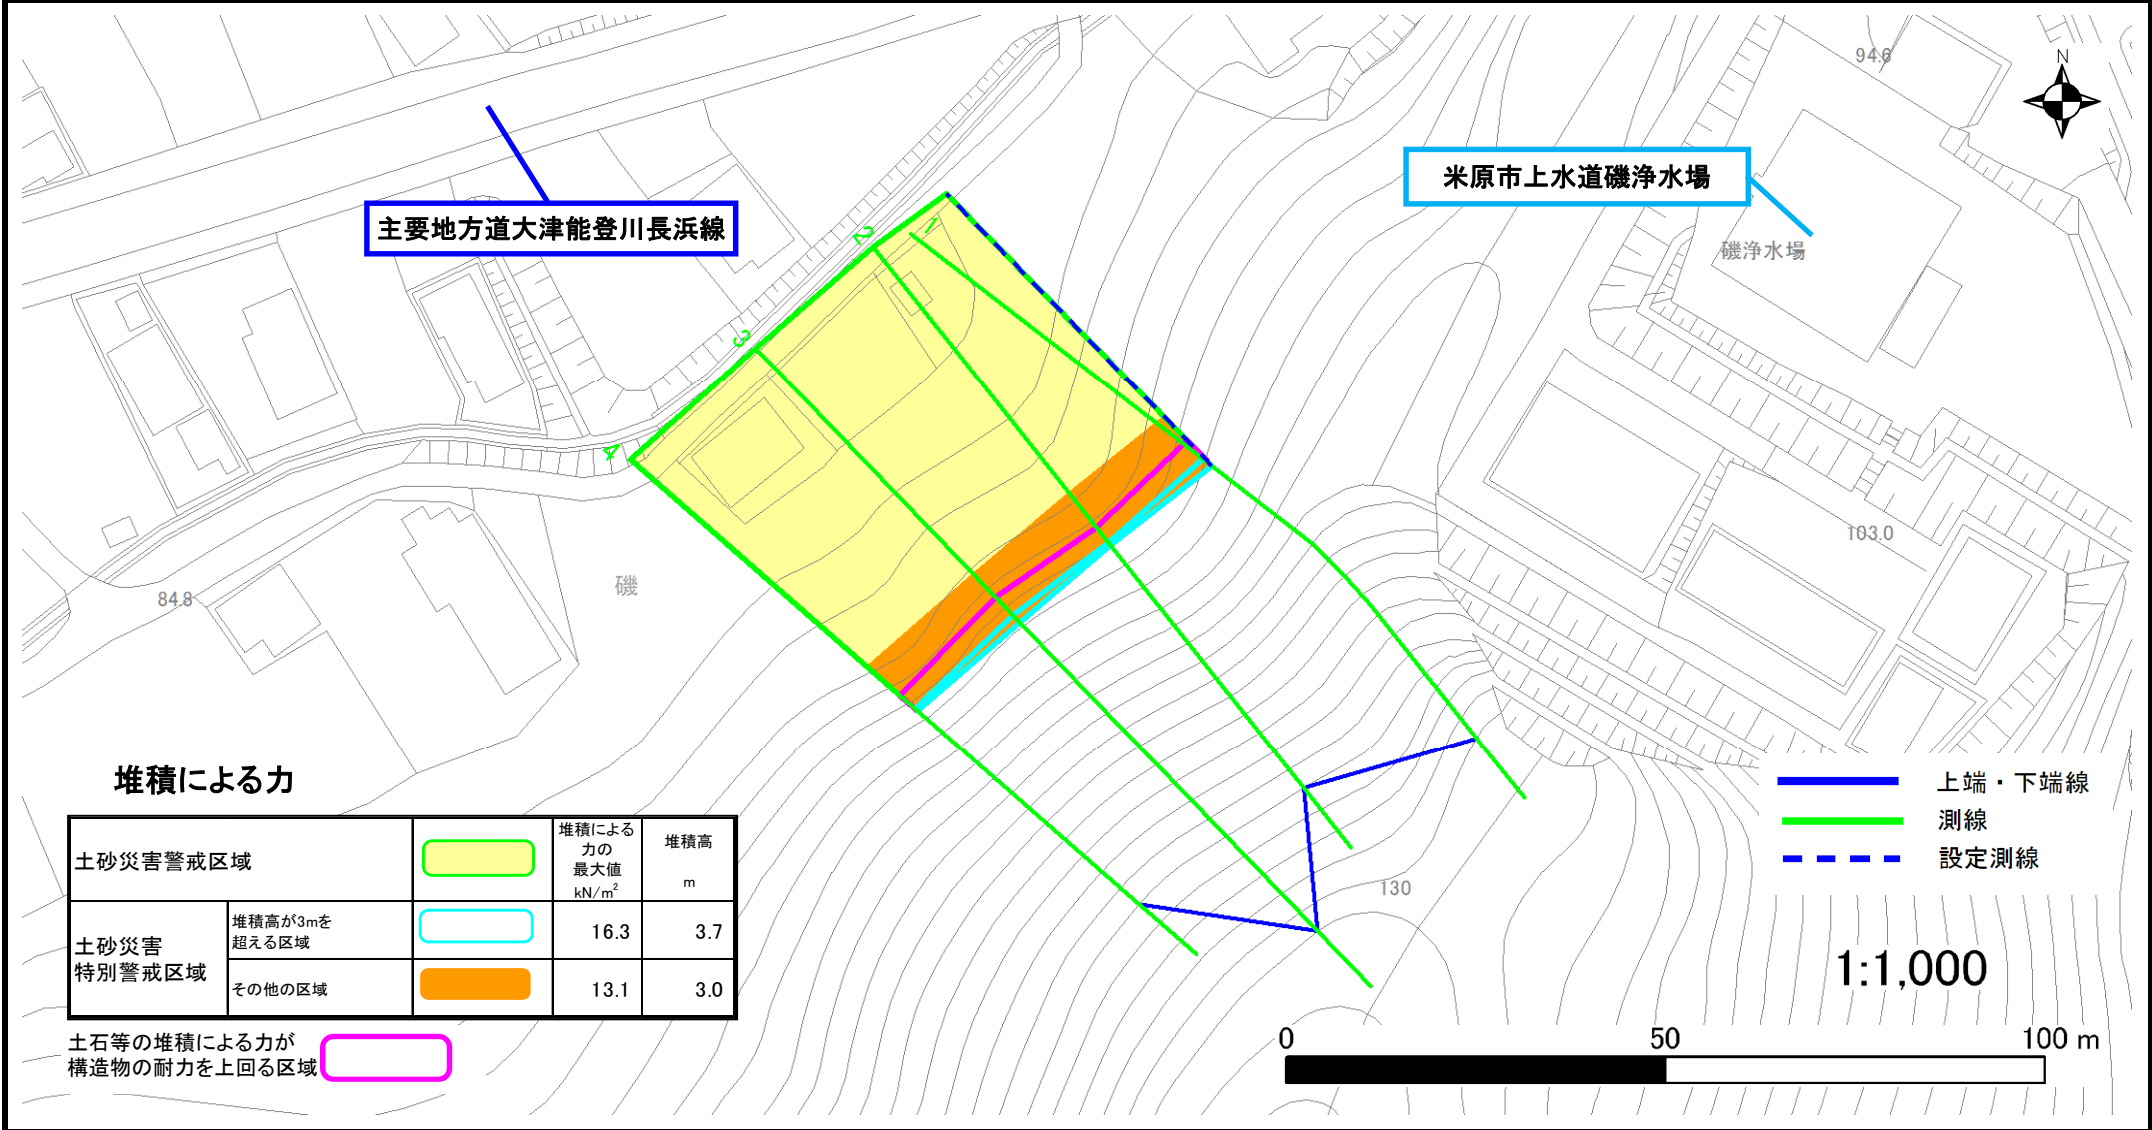 94.6
N
米原市上水道磯浄水場
主要地方道大津能登川長浜線
磯浄水場
1
2
3
4
103.0
磯
84.8
130
堆積による力
土砂災害警戒区域
堆積による
力の
最大値
kN/m²
堆積高
m
土砂災害
特別警戒区域
堆積高が3mを
超える区域
16.3
3.7
その他の区域
13.1
3.0
土石等の堆積による力が
構造物の耐力を上回る区域
上端・下端線
測線
設定測線
1:1,000
0
50
100 m